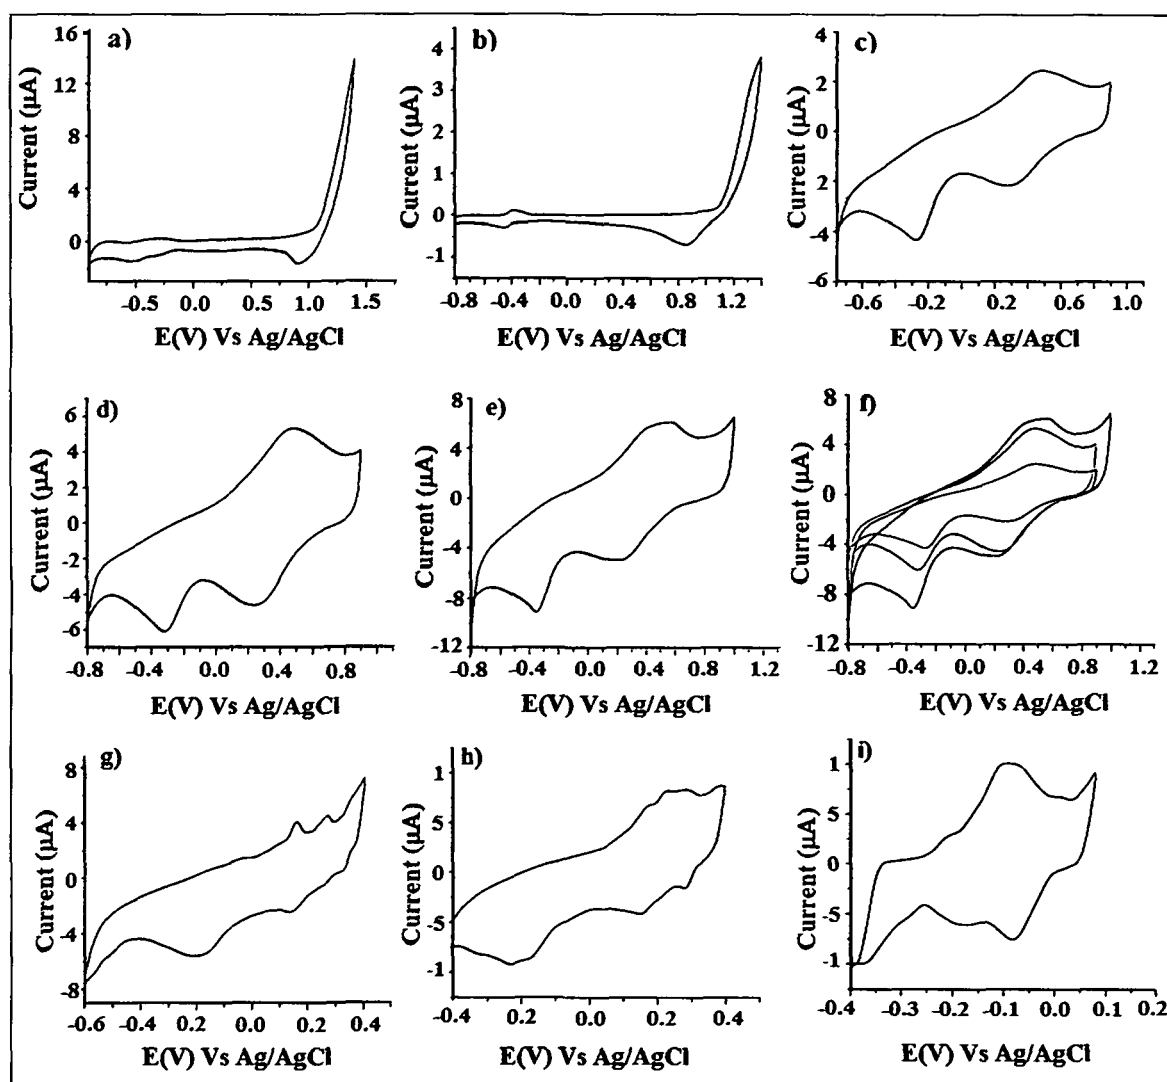 a)
16
12
8
4
0
Current (μA)
-0.5 0.0 0.5 1.0 1.5
E(V) Vs Ag/AgCl
b)
4
3
2
1
0
-1
Current (μA)
-0.8 -0.4 0.0 0.4 0.8 1.2
E(V) Vs Ag/AgCl
c)
4
2
0
2
-4
-6
Current (μA)
-0.6 -0.2 0.2 0.6 1.0
E(V) Vs Ag/AgCl
d)
6
4
2
0
-2
-4
-6
Current (μA)
-0.8 -0.4 0.0 0.4 0.8
E(V) Vs Ag/AgCl
e)
8
4
0
-4
-8
-12
Current (μA)
-0.8 -0.4 0.0 0.4 0.8 1.2
E(V) Vs Ag/AgCl
f)
8
4
0
-4
-8
-12
Current (μA)
-0.8 -0.4 0.0 0.4 0.8 1.2
E(V) Vs Ag/AgCl
g)
8
4
0
-4
-8
Current (μA)
-0.6 -0.4 -0.2 0.0 0.2 0.4
E(V) Vs Ag/AgCl
h)
1
5
0
-5
-1
Current (μA)
-0.4 0.2 0.0 0.2 0.4
E(V) Vs Ag/AgCl
i)
1
5
0
-5
-1
Current (μA)
-0.4 0.30 -0.2 -0.1 0.0 0.1 0.2
E(V) Vs Ag/AgCl